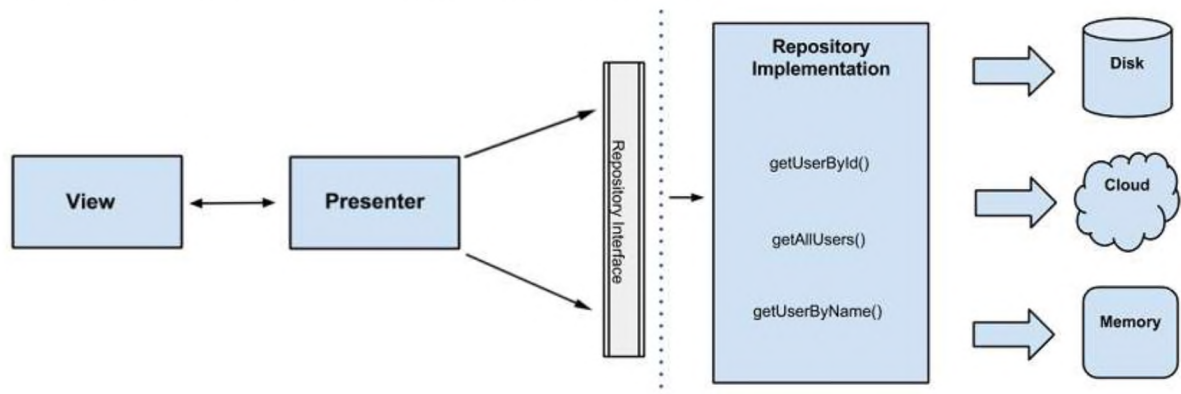 View
Presenter
Repository Interface
Repository
Implementation
getUserById()
getAllUsers()
getUserByName()
Disk
Cloud
Memory